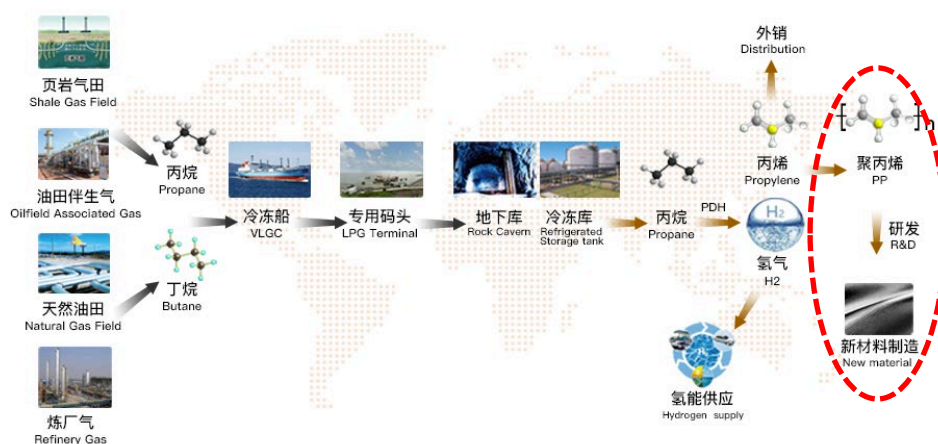 页岩气田
Shale Gas Field
油田伴生气
Oilfield Associated Gas
天然油田
Natural Gas Field
炼厂气
Refinery Gas
丙烷
Propane
丁烷
Butane
冷冻船
VLGC
专用码头
LPG Terminal
地下库
Rock Cavern
冷冻库
Refrigerated
Storage tank
丙烷
Propane
PDH
外销
Distribution
丙烯
Propylene
H2
氢气
H2
氢能供应
Hydrogen supply
[ ]n
聚丙烯
PP
研发
R&D
新材料制造
New material